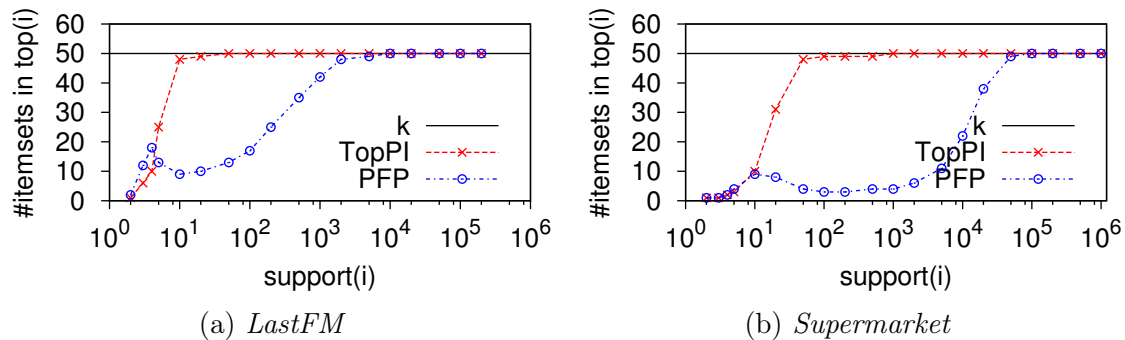 #itemsets in top(i)
60
50
40
30
20
10
0
k
TopPI
PFP
10^0 10^1 10^2 10^3 10^4 10^5 10^6
support(i)
(a) LastFM
#itemsets in top(i)
60
50
40
30
20
10
0
k
TopPI
PFP
10^0 10^1 10^2 10^3 10^4 10^5 10^6
support(i)
(b) Supermarket